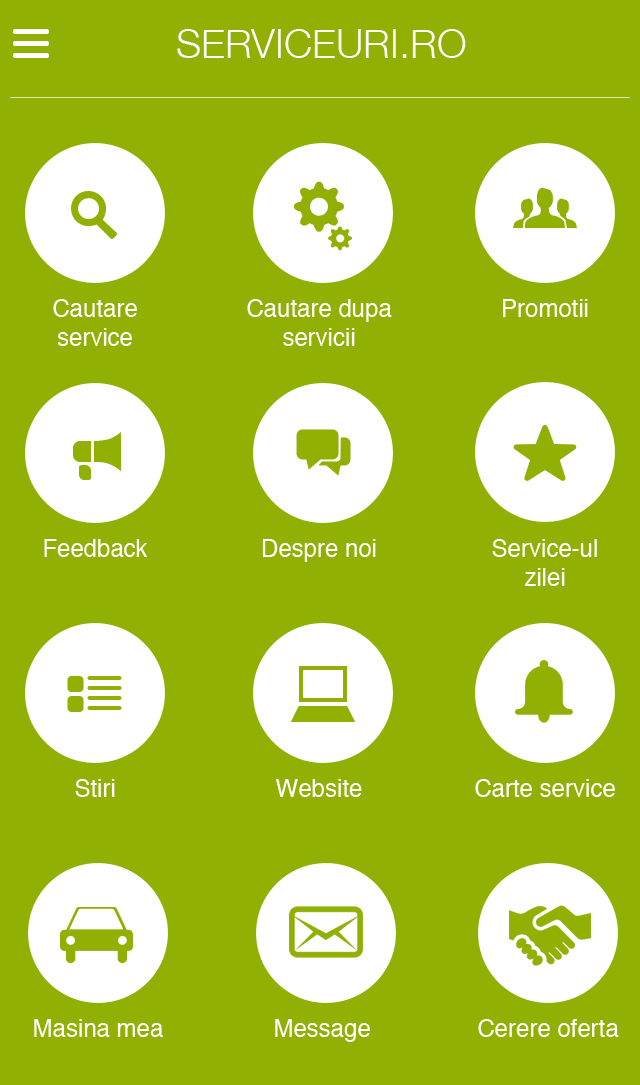 SERVICEURI.RO
Cautare
service
Cautare dupa
servicii
Promotii
Feedback
Despre noi
Service-ul
zilei
Stiri
Website
Carte service
Masina mea
Message
Cerere oferta